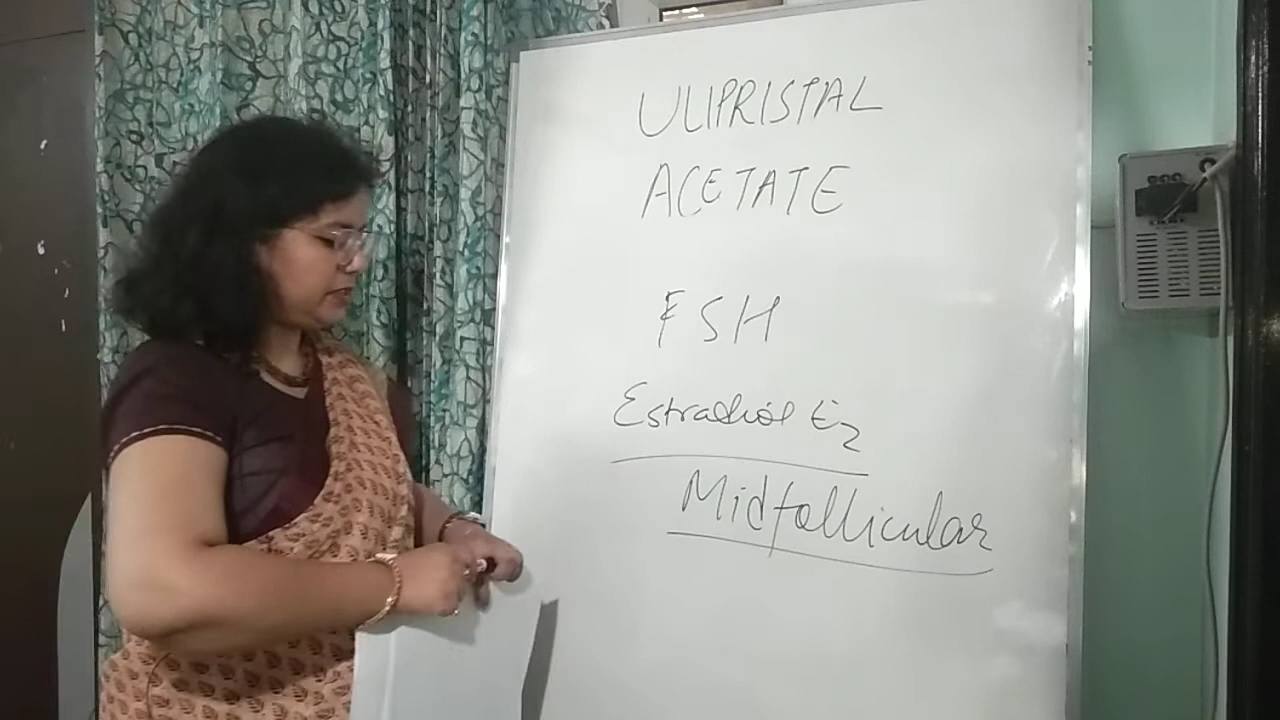 ULIPRISTAL
ACETATE
FSH
Estradiol E2
Midfollicular